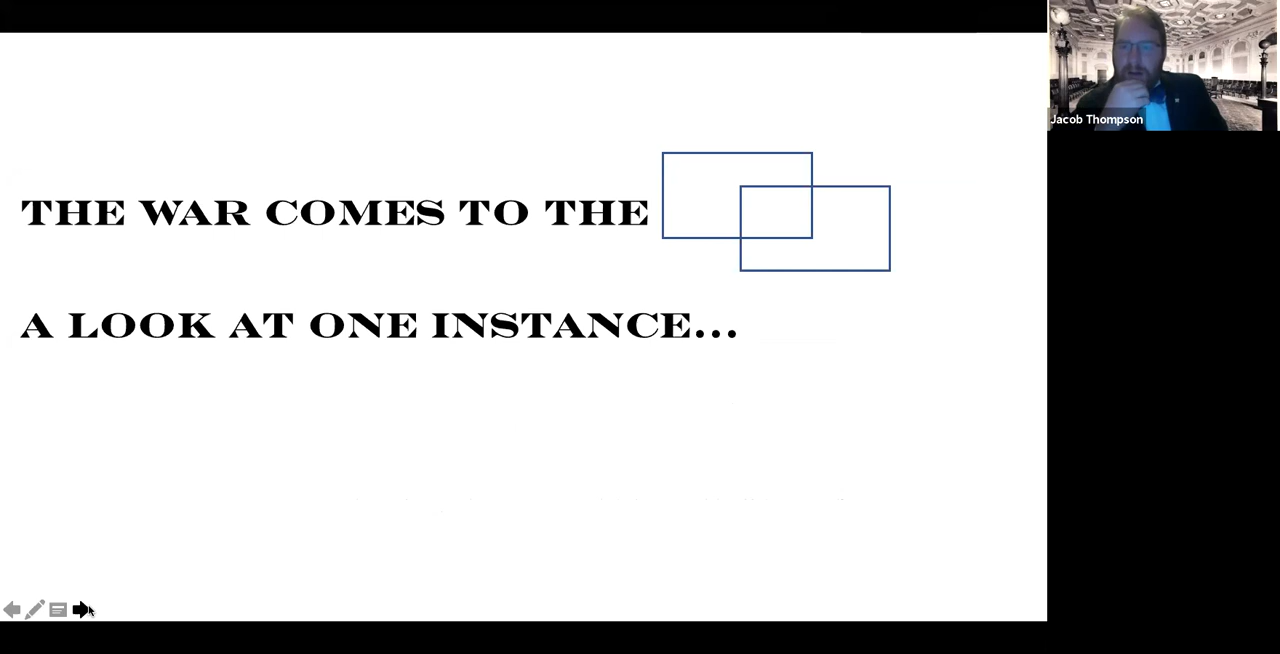 THE WAR COMES TO THE
A LOOK AT ONE INSTANCE...
Jacob Thompson